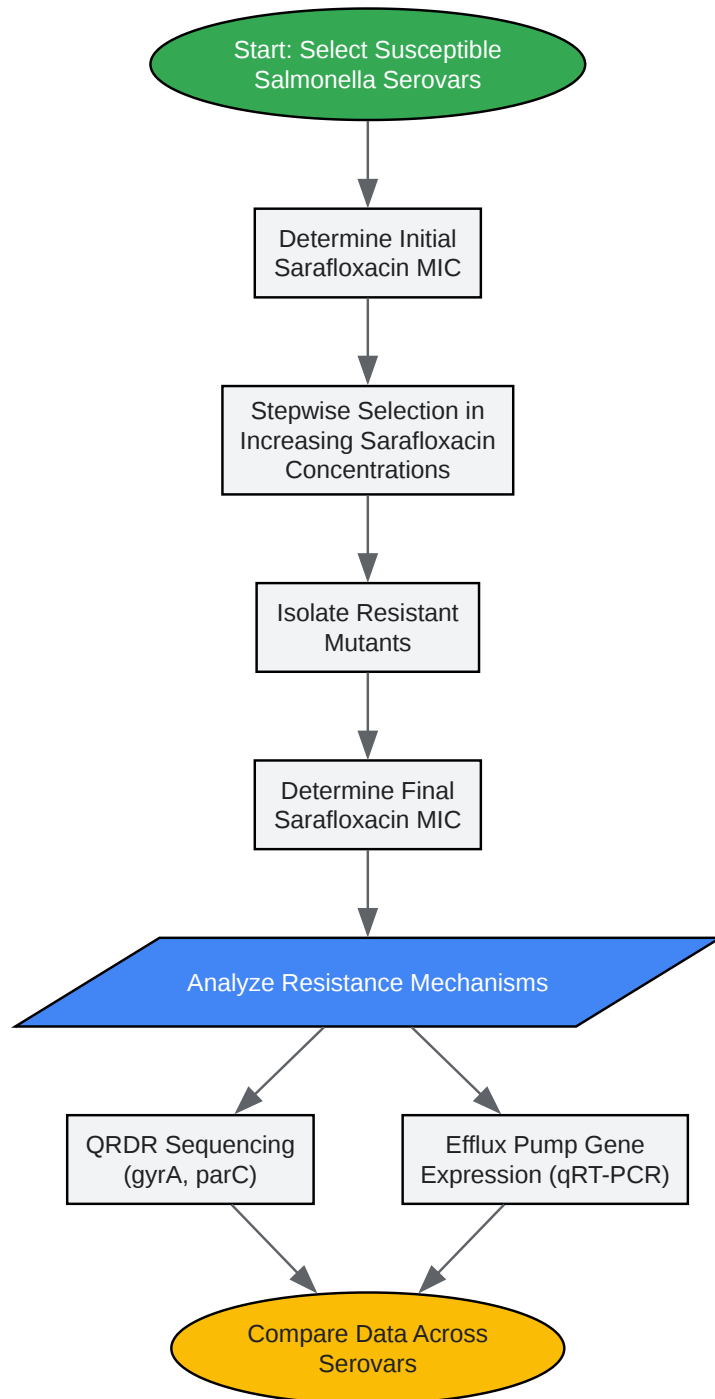 Start: Select Susceptible
Salmonella Serovars
Determine Initial
Sarafloxacin MIC
Stepwise Selection in
Increasing Sarafloxacin
Concentrations
Isolate Resistant
Mutants
Determine Final
Sarafloxacin MIC
Analyze Resistance Mechanisms
QRDR Sequencing
(gyrA, parC)
Efflux Pump Gene
Expression (qRT-PCR)
Compare Data Across
Serovars